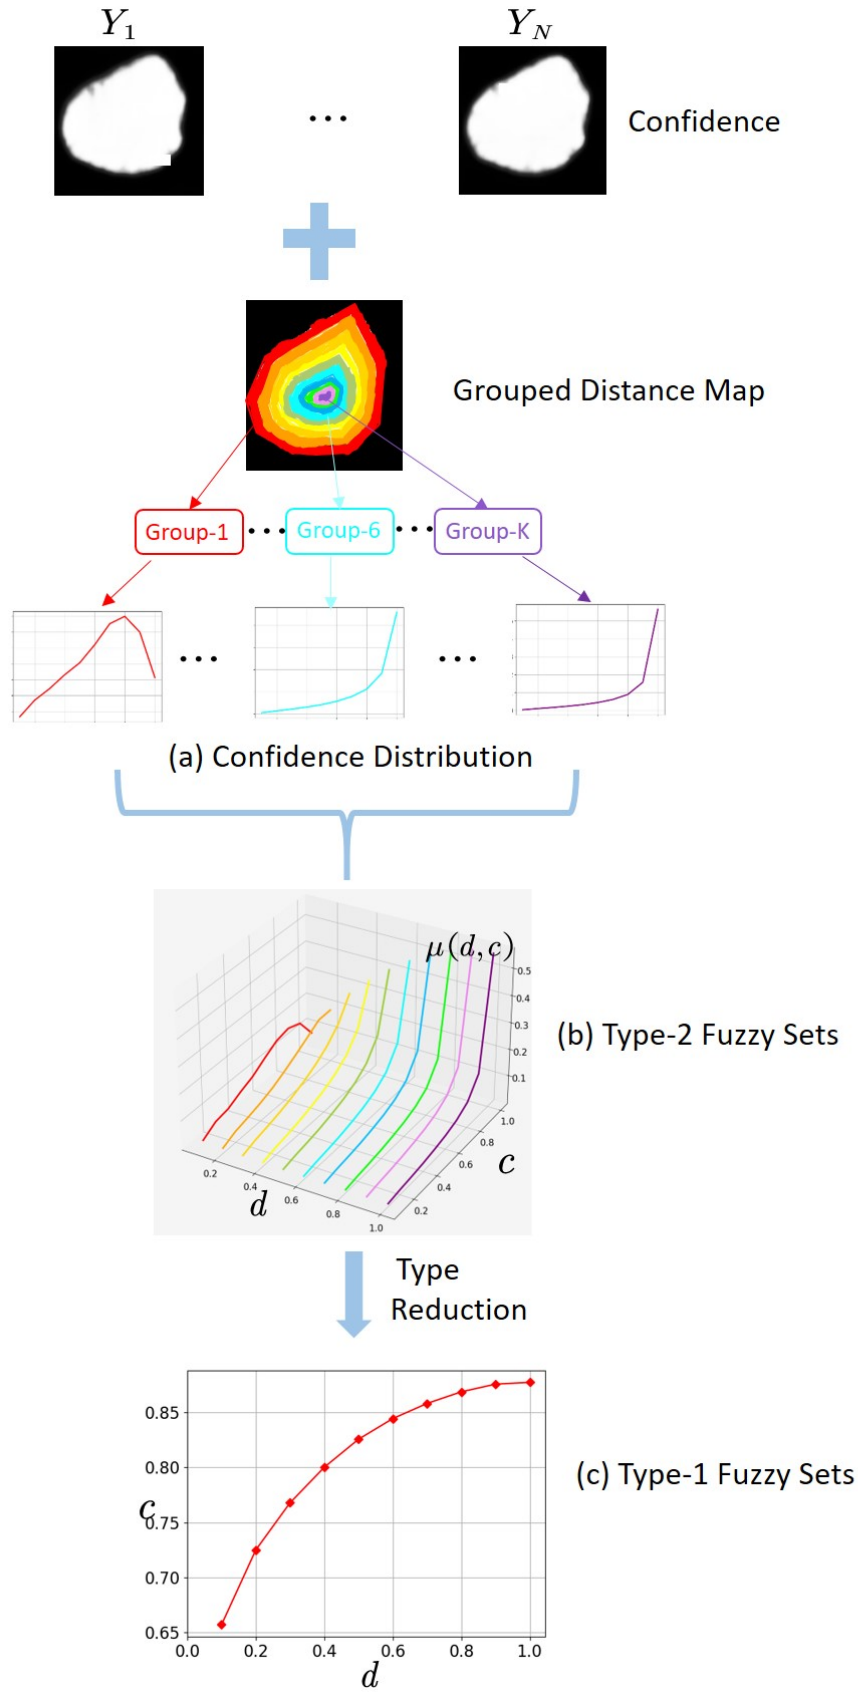 Y₁
Y_N
...
Confidence
Grouped Distance Map
Group-1 ... Group-6 ... Group-K
...
...
(a) Confidence Distribution
μ(d,c)
0.5
0.4
0.3
0.2
0.1
(b) Type-2 Fuzzy Sets
1.0
0.8
0.6
0.4
0.2
c
0.2
0.4
0.6
0.8
1.0
d
Type
Reduction
0.85
0.80
0.75
0.70
0.65
c
(c) Type-1 Fuzzy Sets
0.0 0.2 0.4 0.6 0.8 1.0
d